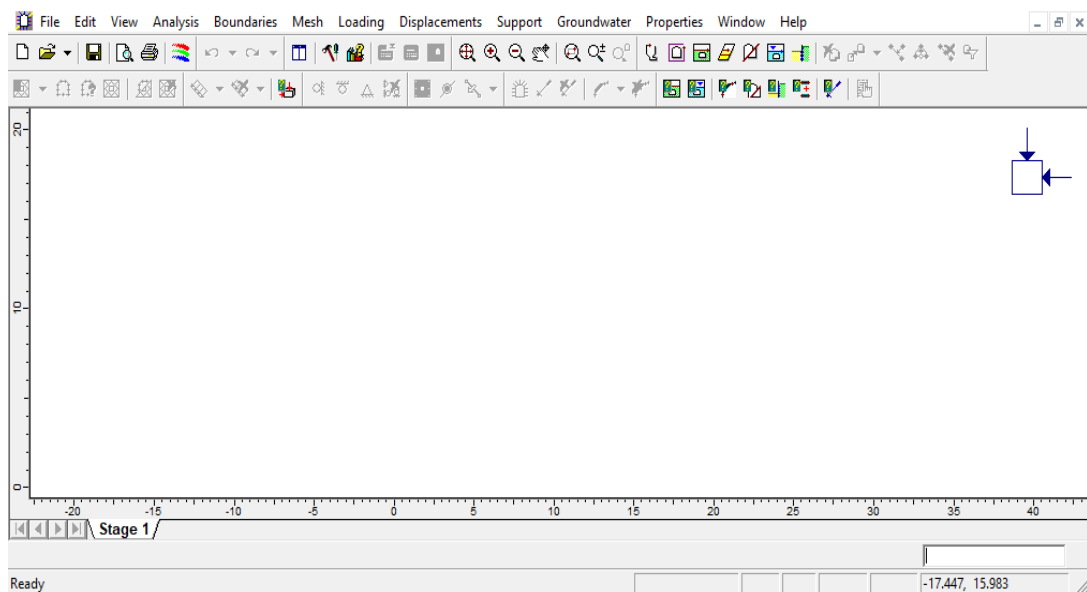 File Edit View Analysis Boundaries Mesh Loading Displacements Support Groundwater Properties Window Help
20
10
0
-20 -15 -10 -5 0 5 10 15 20 25 30 35 40
Stage 1
Ready -17.447, 15.983